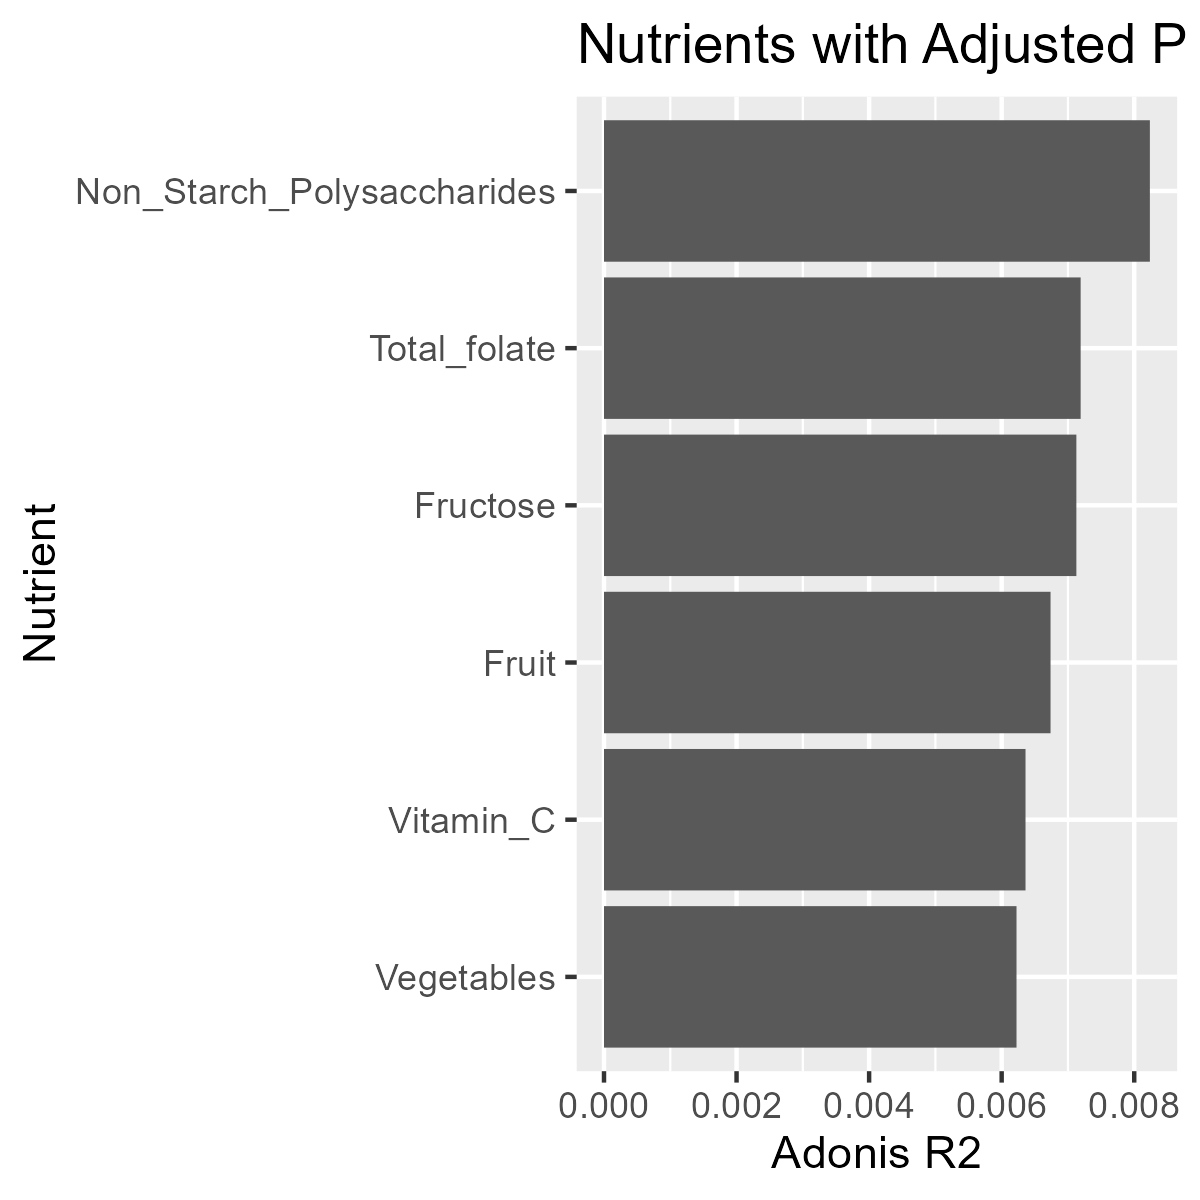 Nutrients with Adjusted P
Non_Starch_Polysaccharides
Total_folate
Fructose
Fruit
Vitamin_C
Vegetables
Nutrient
0.000 0.002 0.004 0.006 0.008
Adonis R2